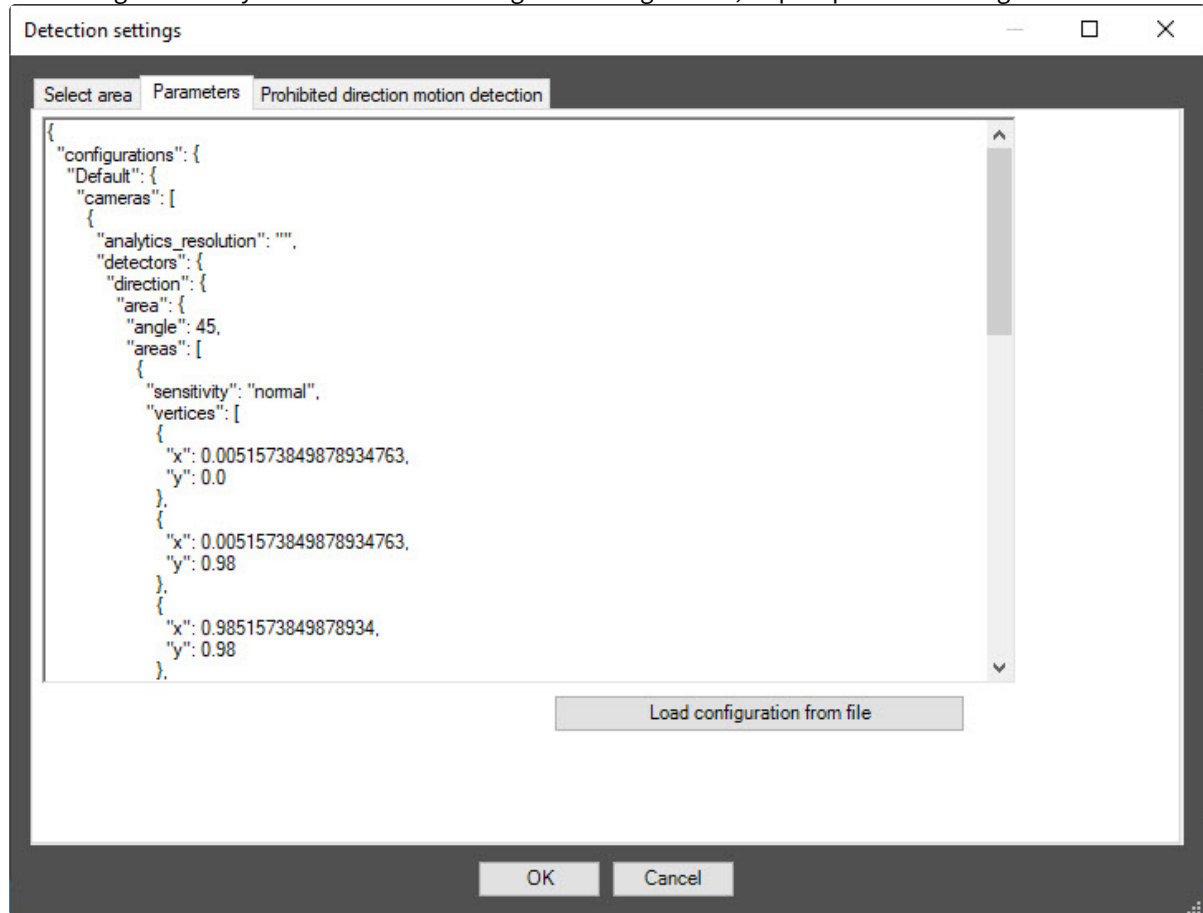 Detection settings
Select area Parameters Prohibited direction motion detection
{
"configurations": {
"Default": {
"cameras": [
{
"analytics_resolution": "",
"detectors": {
"direction": {
"area": {
"angle": 45,
"areas": [
{
"sensitivity": "normal",
"vertices": [
{
"x": 0.0051573849878934763,
"y": 0.0
},
{
"x": 0.0051573849878934763,
"y": 0.98
},
{
"x": 0.9851573849878934,
"y": 0.98
},
Load configuration from file
OK Cancel